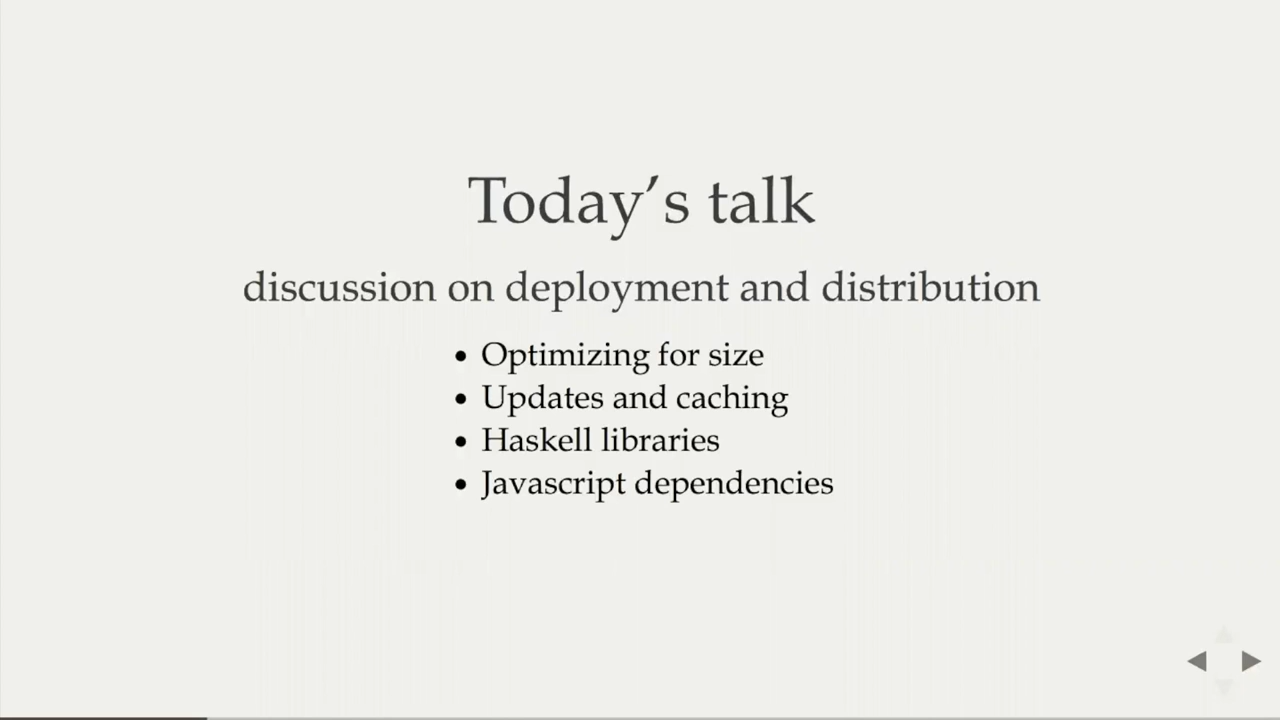 Today’s talk
discussion on deployment and distribution
• Optimizing for size
• Updates and caching
• Haskell libraries
• Javascript dependencies